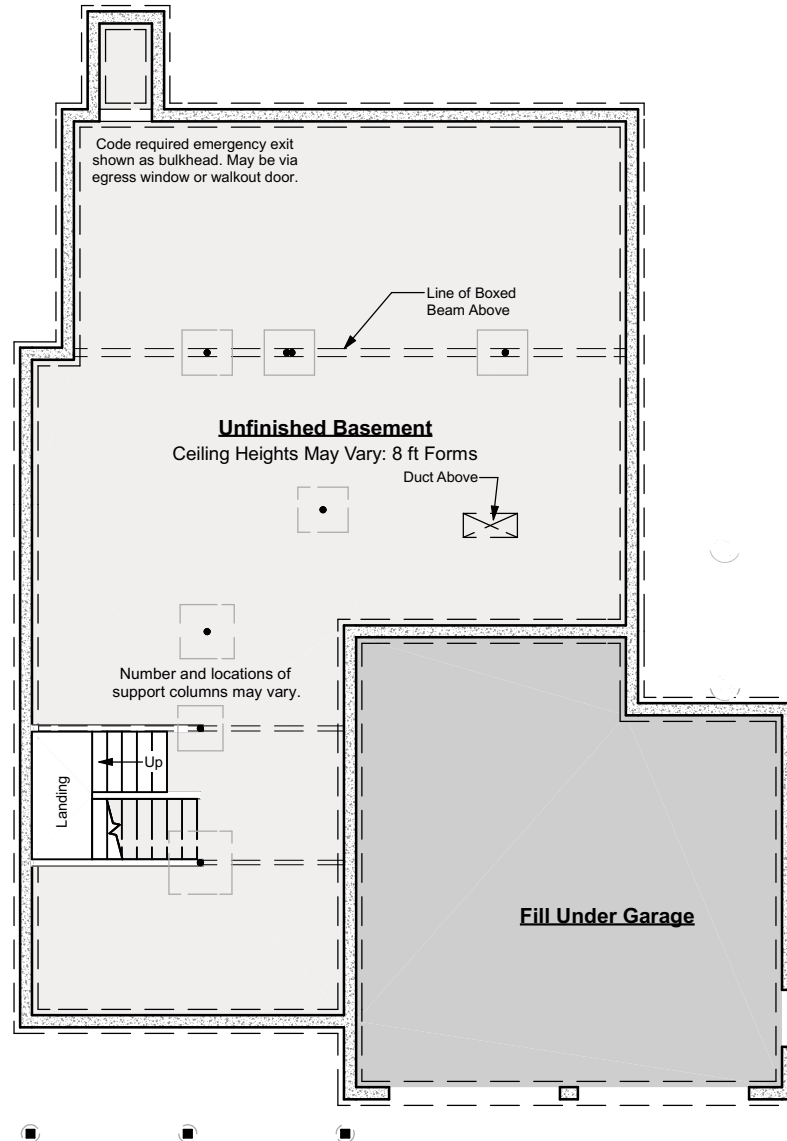 Code required emergency exit
shown as bulkhead. May be via
egress window or walkout door.
Line of Boxed
Beam Above
Unfinished Basement
Ceiling Heights May Vary: 8 ft Forms
Duct Above
Number and locations of
support columns may vary.
Up
Landing
Fill Under Garage